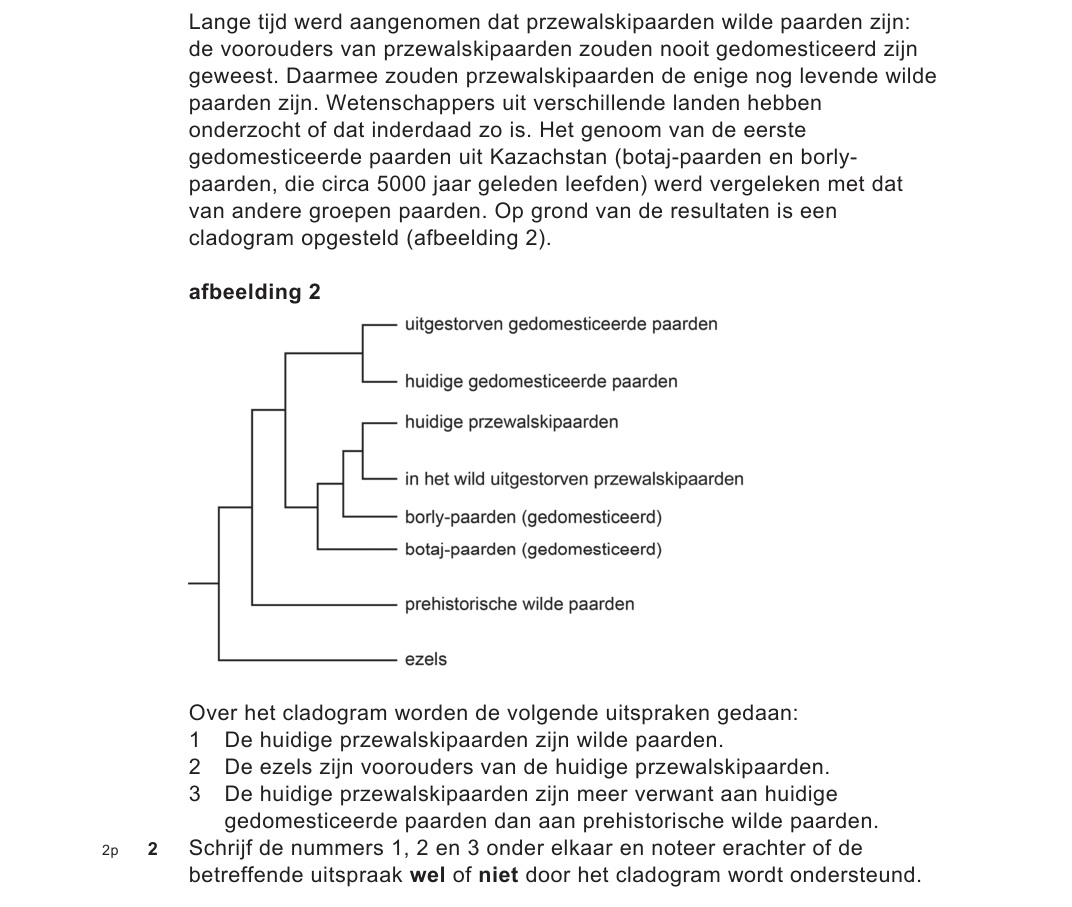 Lange tijd werd aangenomen dat przewalskipaarden wilde paarden zijn:
de voorouders van przewalskipaarden zouden nooit gedomesticeerd zijn
geweest. Daarmee zouden przewalskipaarden de enige nog levende wilde
paarden zijn. Wetenschappers uit verschillende landen hebben
onderzocht of dat inderdaad zo is. Het genoom van de eerste
gedomesticeerde paarden uit Kazachstan (botaj-paarden en borly-
paarden, die circa 5000 jaar geleden leefden) werd vergeleken met dat
van andere groepen paarden. Op grond van de resultaten is een
cladogram opgesteld (afbeelding 2).
afbeelding 2
uitgestorven gedomesticeerde paarden
huidige gedomesticeerde paarden
huidige przewalskipaarden
in het wild uitgestorven przewalskipaarden
borly-paarden (gedomesticeerd)
botaj-paarden (gedomesticeerd)
prehistorische wilde paarden
ezels
Over het cladogram worden de volgende uitspraken gedaan:
1 De huidige przewalskipaarden zijn wilde paarden.
2 De ezels zijn voorouders van de huidige przewalskipaarden.
3 De huidige przewalskipaarden zijn meer verwant aan huidige
gedomesticeerde paarden dan aan prehistorische wilde paarden.
2p 2 Schrijf de nummers 1, 2 en 3 onder elkaar en noteer erachter of de
betreffende uitspraak wel of niet door het cladogram wordt ondersteund.